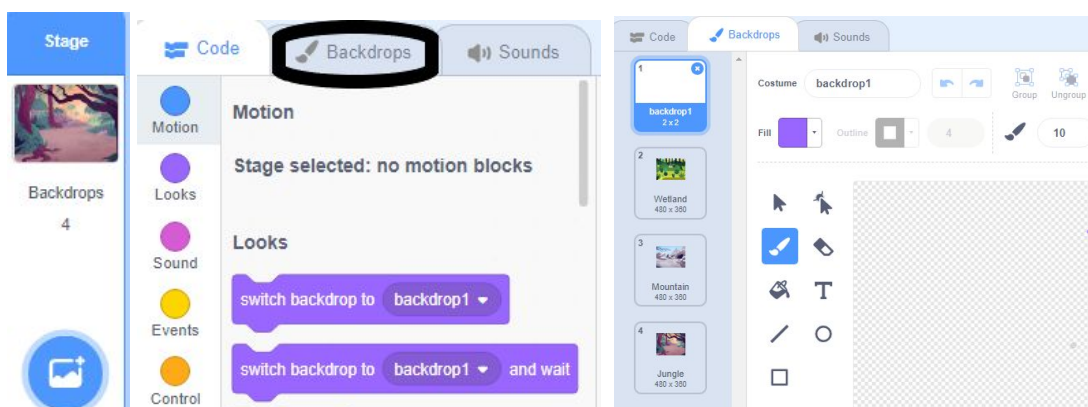 Stage
Backdrops
4
Code
Backdrops
Sounds
Motion
Looks
Sound
Events
Control
Motion
Stage selected: no motion blocks
Looks
switch backdrop to backdrop1
switch backdrop to backdrop1 and wait
Code
Backdrops
Sounds
1
backdrop1
2 x 2
2
Wetland
480 x 360
3
Mountain
480 x 360
4
Jungle
480 x 360
Costume backdrop1
Group Ungroup
Fill Outline 4 10
T